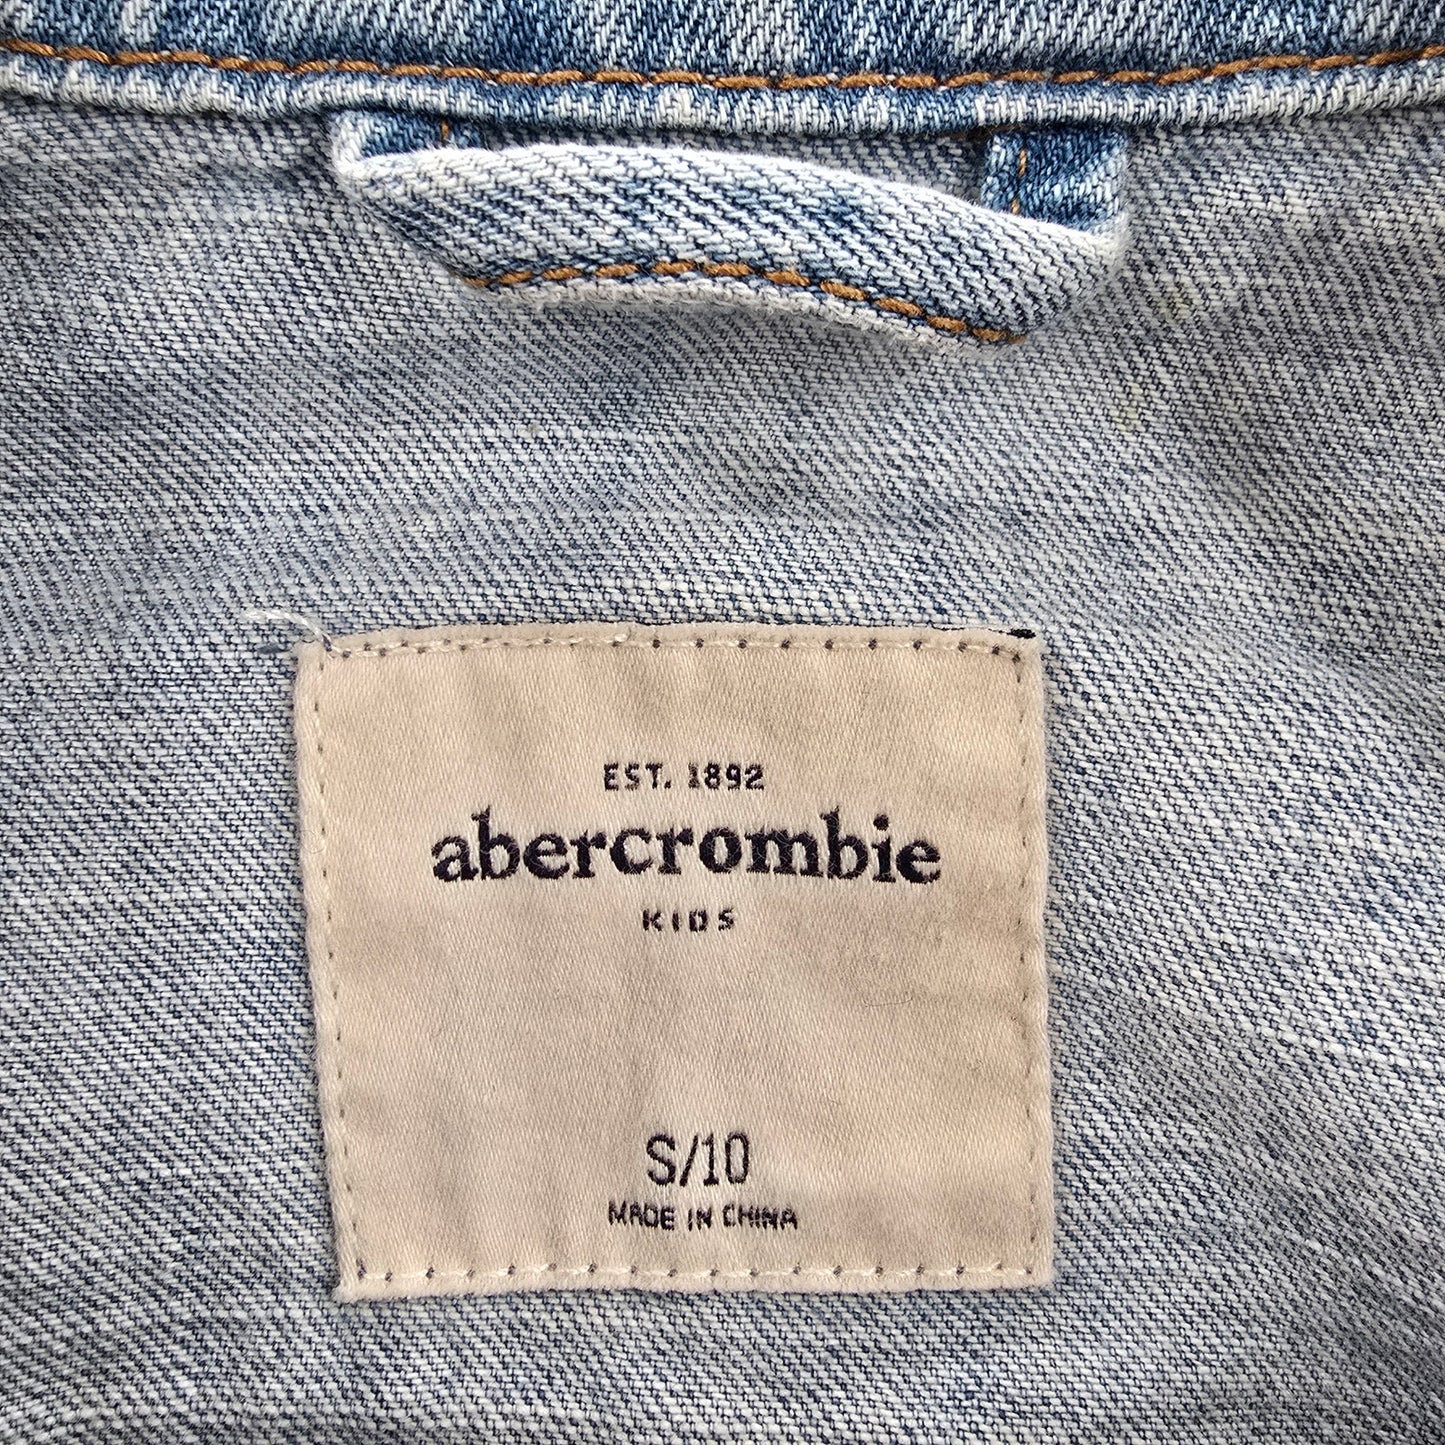 EST. 1892
abercrombie
KIDS
S/10
MADE IN CHINA